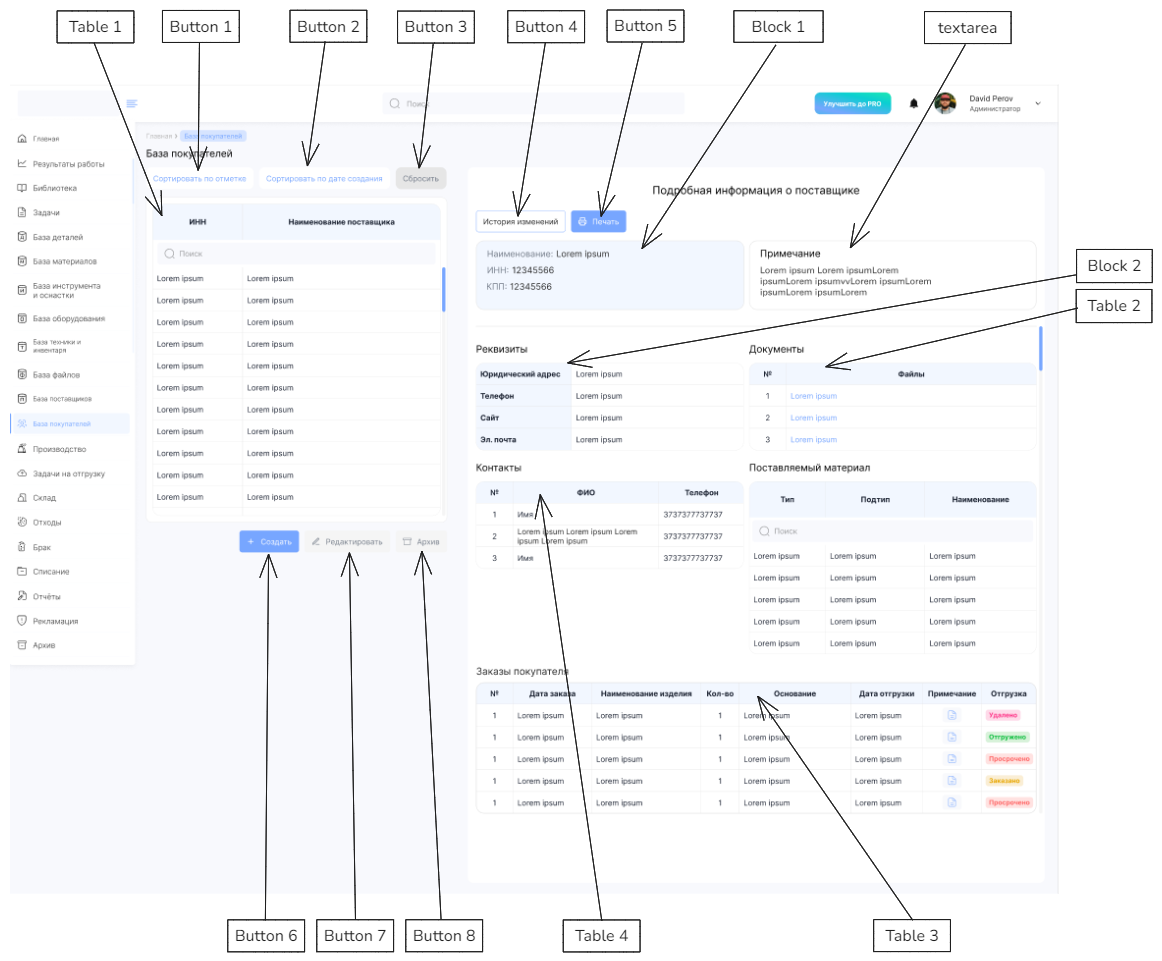 Table 1
Button 1
Button 2
Button 3
Button 4
Button 5
Block 1
textarea
Поиск
Улучшить до PRO
David Perov
Администратор
Главная
Результаты работы
Библиотека
Задачи
База деталей
База материалов
База инструмента
и оснастки
База оборудования
База техники и
инвентаря
База файлов
База поставщиков
База покупателей
Производство
Задачи на отгрузку
Склад
Отходы
Брак
Списание
Отчёты
Рекламация
Архив
Главная > База покупателей
База покупателей
Сортировать по отметке
Сортировать по дате создания
Сбросить
ИНН
Наименование поставщика
Поиск
Lorem ipsum Lorem ipsum
Lorem ipsum Lorem ipsum
Lorem ipsum Lorem ipsum
Lorem ipsum Lorem ipsum
Lorem ipsum Lorem ipsum
Lorem ipsum Lorem ipsum
Lorem ipsum Lorem ipsum
Lorem ipsum Lorem ipsum
Lorem ipsum Lorem ipsum
Lorem ipsum Lorem ipsum
Lorem ipsum Lorem ipsum
+ Создать
Редактировать
Архив
Подробная информация о поставщике
История изменений
Печать
Наименование: Lorem ipsum
ИНН: 12345566
КПП: 12345566
Примечание
Lorem ipsum Lorem ipsumLorem
ipsumLorem ipsumvvLorem ipsumLorem
ipsumLorem ipsumLorem
Block 2
Table 2
Реквизиты
Юридический адрес Lorem ipsum
Телефон Lorem ipsum
Сайт Lorem ipsum
Эл. почта Lorem ipsum
Документы
№ Файлы
1 Lorem ipsum
2 Lorem ipsum
3 Lorem ipsum
Контакты
№ ФИО Телефон
1 Имя 3737377737737
2 Lorem ipsum Lorem ipsum Lorem
ipsum Lorem ipsum 3737377737737
3 Имя 3737377737737
Поставляемый материал
Тип Подтип Наименование
Поиск
Lorem ipsum Lorem ipsum Lorem ipsum
Lorem ipsum Lorem ipsum Lorem ipsum
Lorem ipsum Lorem ipsum Lorem ipsum
Lorem ipsum Lorem ipsum Lorem ipsum
Lorem ipsum Lorem ipsum Lorem ipsum
Заказы покупателя
№ Дата заказа Наименование изделия Кол-во Основание Дата отгрузки Примечание Отгрузка
1 Lorem ipsum Lorem ipsum 1 Lorem ipsum Lorem ipsum Удалено
1 Lorem ipsum Lorem ipsum 1 Lorem ipsum Lorem ipsum Отгружено
1 Lorem ipsum Lorem ipsum 1 Lorem ipsum Lorem ipsum Просрочено
1 Lorem ipsum Lorem ipsum 1 Lorem ipsum Lorem ipsum Заказано
1 Lorem ipsum Lorem ipsum 1 Lorem ipsum Lorem ipsum Просрочено
Button 6
Button 7
Button 8
Table 4
Table 3